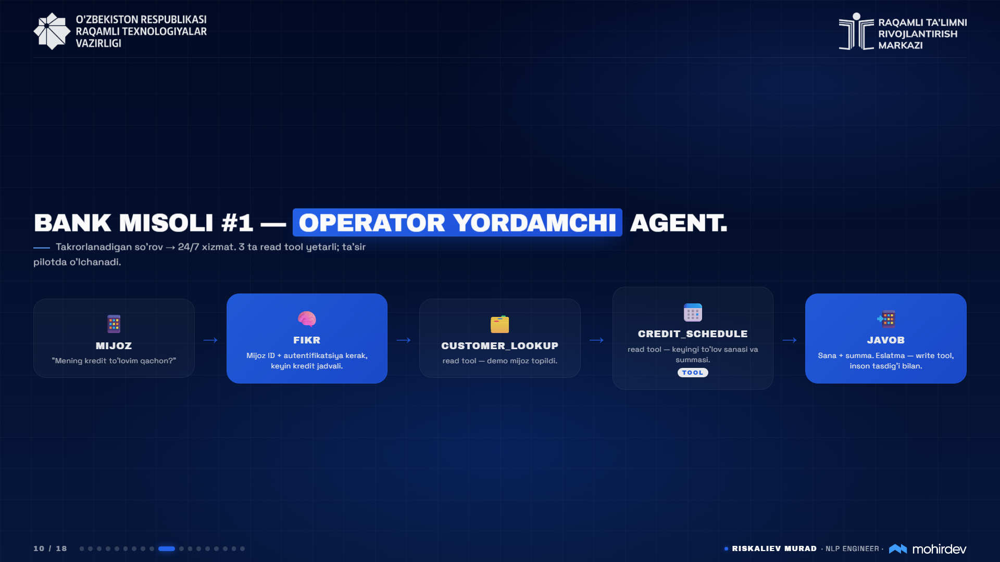 O'ZBEKISTON RESPUBLIKASI
RAQAMLI TEXNOLOGIYALAR
VAZIRLIGI
RAQAMLI TA'LIMNI
RIVOJLANTIRISH
MARKAZI
BANK MISOLI #1 — OPERATOR YORDAMCHI AGENT.
Takrorlanadigan so'rov → 24/7 xizmat. 3 ta read tool yetarli; ta'sir
pilotda o'lchanadi.
MIJOZ
"Mening kredit to'lovim qachon?"
→
FIKR
Mijoz ID + autentifikatsiya kerak,
keyin kredit jadvali.
→
CUSTOMER_LOOKUP
read tool — demo mijoz topildi.
→
CREDIT_SCHEDULE
read tool — keyingi to'lov sanasi va
summasi.
TOOL
→
JAVOB
Sana + summa. Eslatma — write tool,
inson tasdig'i bilan.
10 / 18
RISKALIEV MURAD · NLP ENGINEER · mohirdev